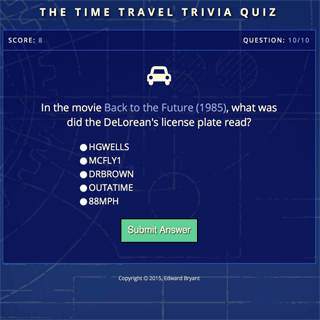 THE TIME TRAVEL TRIVIA QUIZ
SCORE: 8
QUESTION: 10/10
In the movie Back to the Future (1985), what was
did the DeLorean's license plate read?
HGWELLS
MCFLY1
DRBROWN
OUTATIME
88MPH
Submit Answer
Copyright © 2015, Edward Bryant